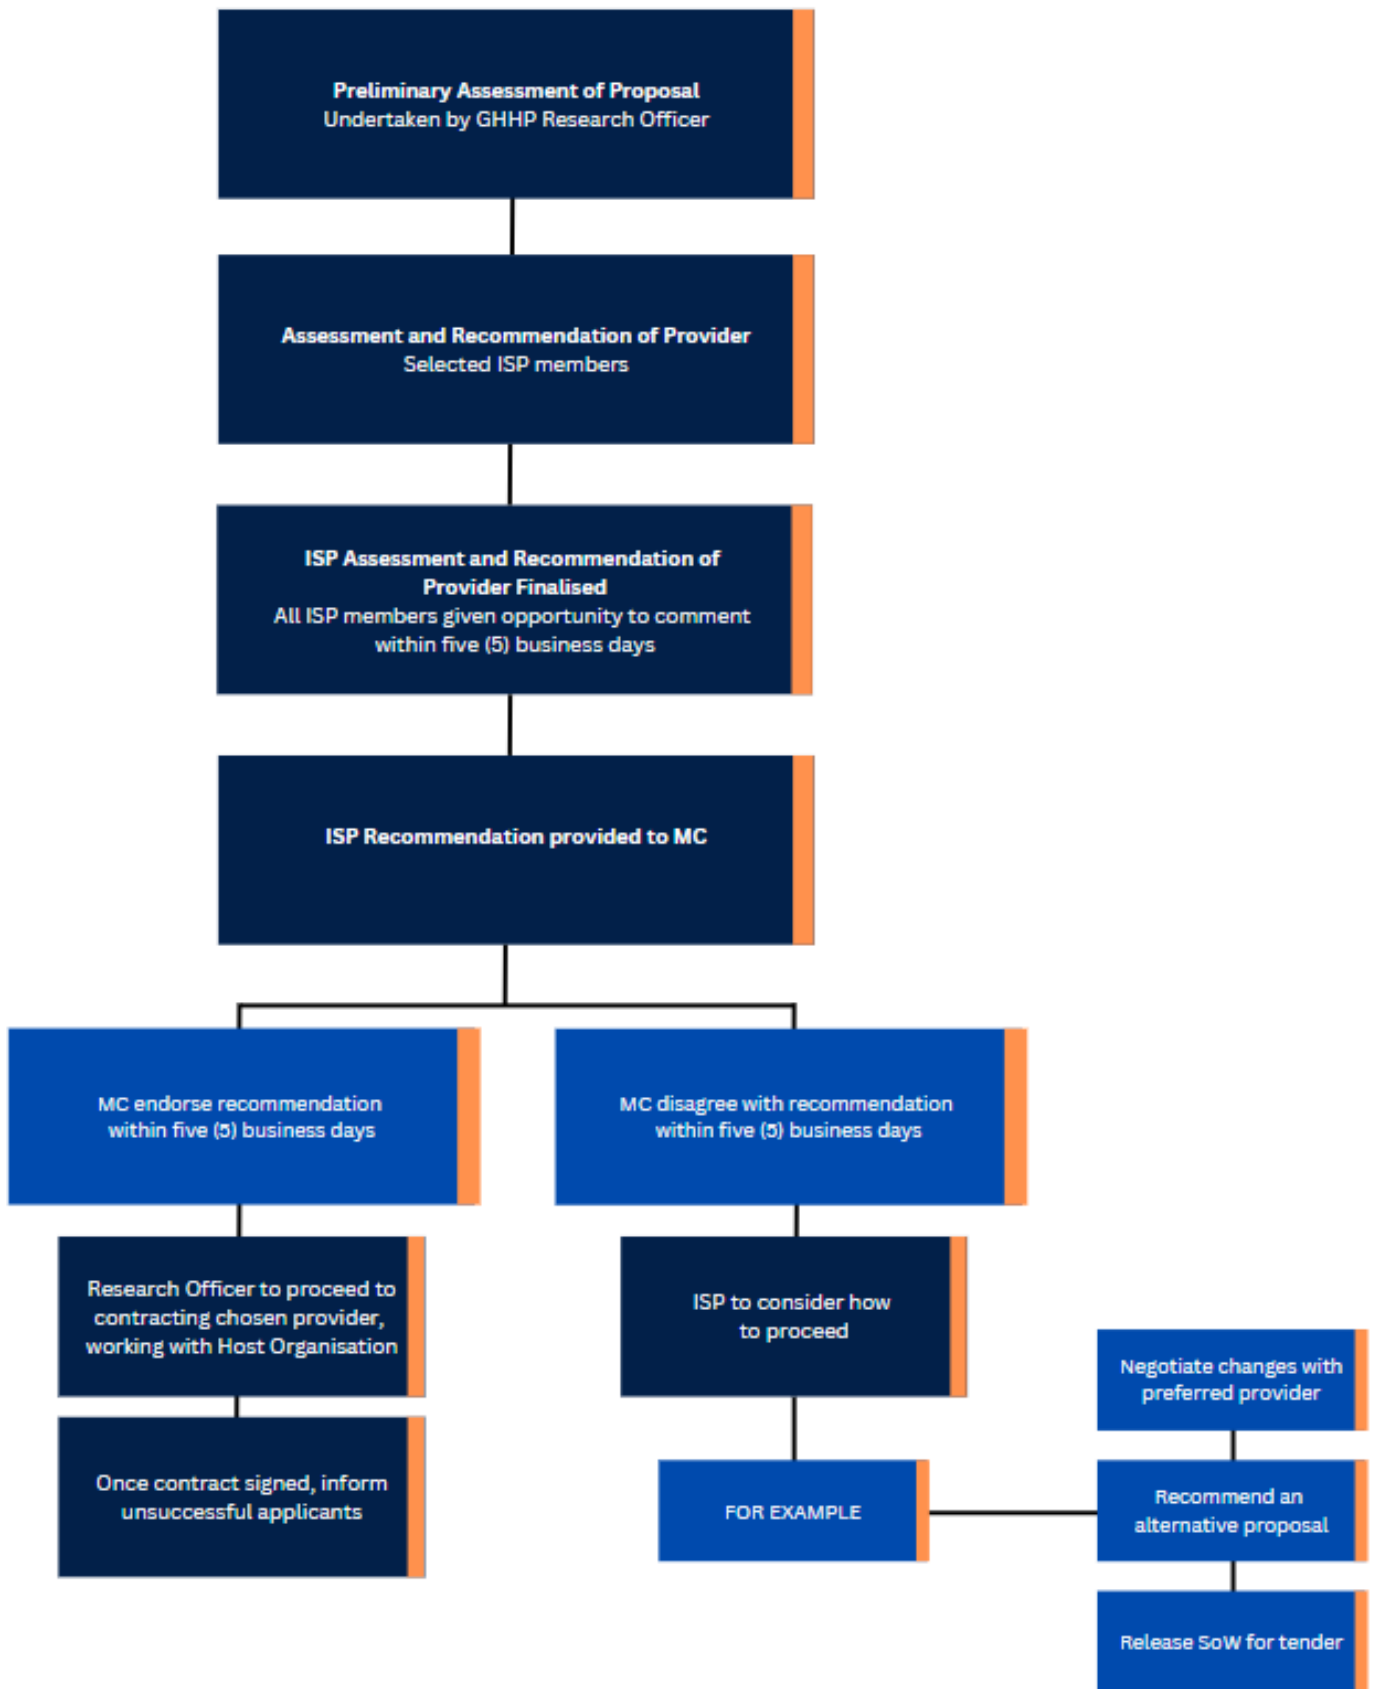 Preliminary Assessment of Proposal
Undertaken by GHHP Research Officer
Assessment and Recommendation of Provider
Selected ISP members
ISP Assessment and Recommendation of
Provider Finalised
All ISP members given opportunity to comment
within five (5) business days
ISP Recommendation provided to MC
MC endorse recommendation
within five (5) business days
MC disagree with recommendation
within five (5) business days
Research Officer to proceed to
contracting chosen provider,
working with Host Organisation
Once contract signed, inform
unsuccessful applicants
ISP to consider how
to proceed
FOR EXAMPLE
Negotiate changes with
preferred provider
Recommend an
alternative proposal
Release SoW for tender